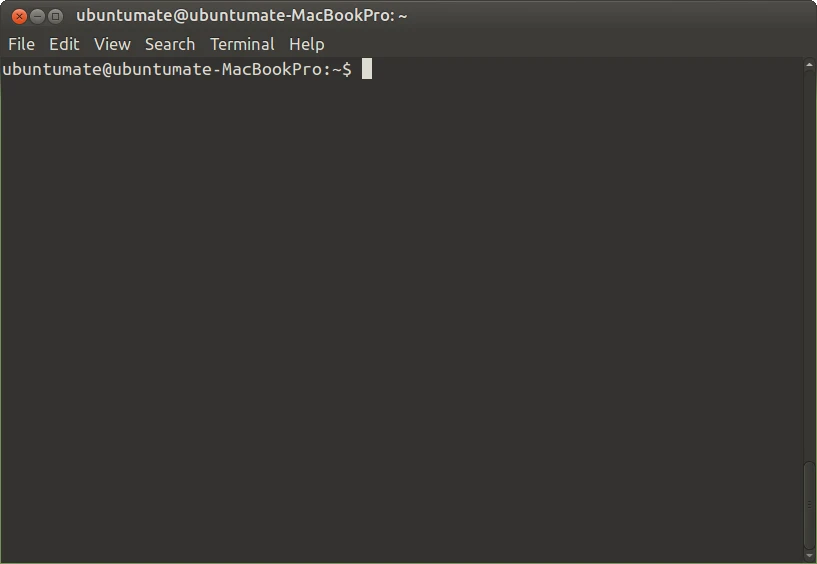 ubuntumate@ubuntumate-MacBookPro: ~
File Edit View Search Terminal Help
ubuntumate@ubuntumate-MacBookPro:~$